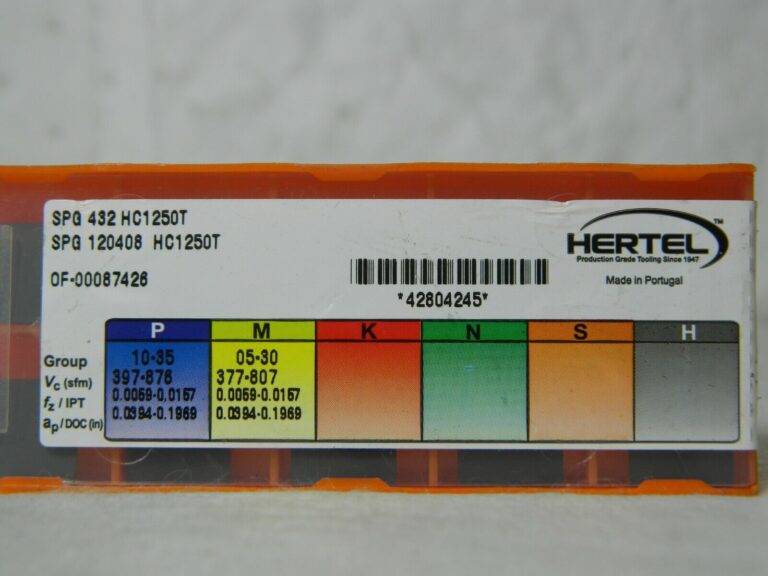 SPG 432 HC1250T
SPG 120408 HC1250T
OF-00087426
*42804245*
HERTEL™
Production Grade Tooling Since 1947
Made in Portugal
P M K N S H
Group 10-35 05-30
Vc (sfm) 397-876 377-807
fz / IPT 0.0059-0.0157 0.0059-0.0157
ap/DOC (in) 0.0394-0.1969 0.0394-0.1969